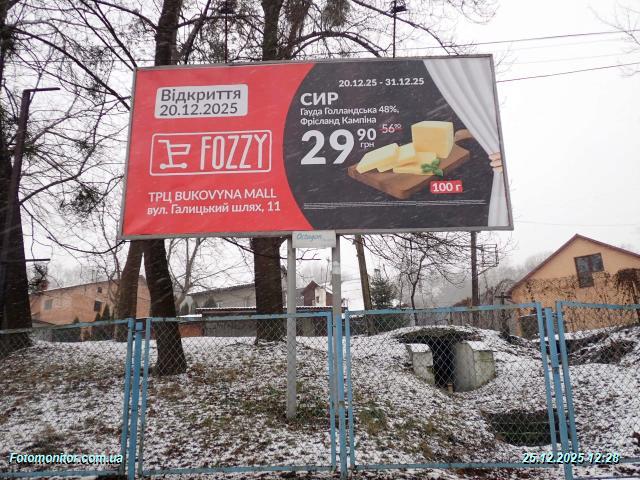 Відкриття
20.12.2025
FOZZY
ТРЦ BUKOVYNA MALL
вул. Галицький шлях, 11
20.12.25 - 31.12.25
СИР
Гауда Голландська 48%,
Фрісланд Кампіна
29 90 грн
100 г
Octagon
Fotomonitor.com.ua
25.12.2025 12:28